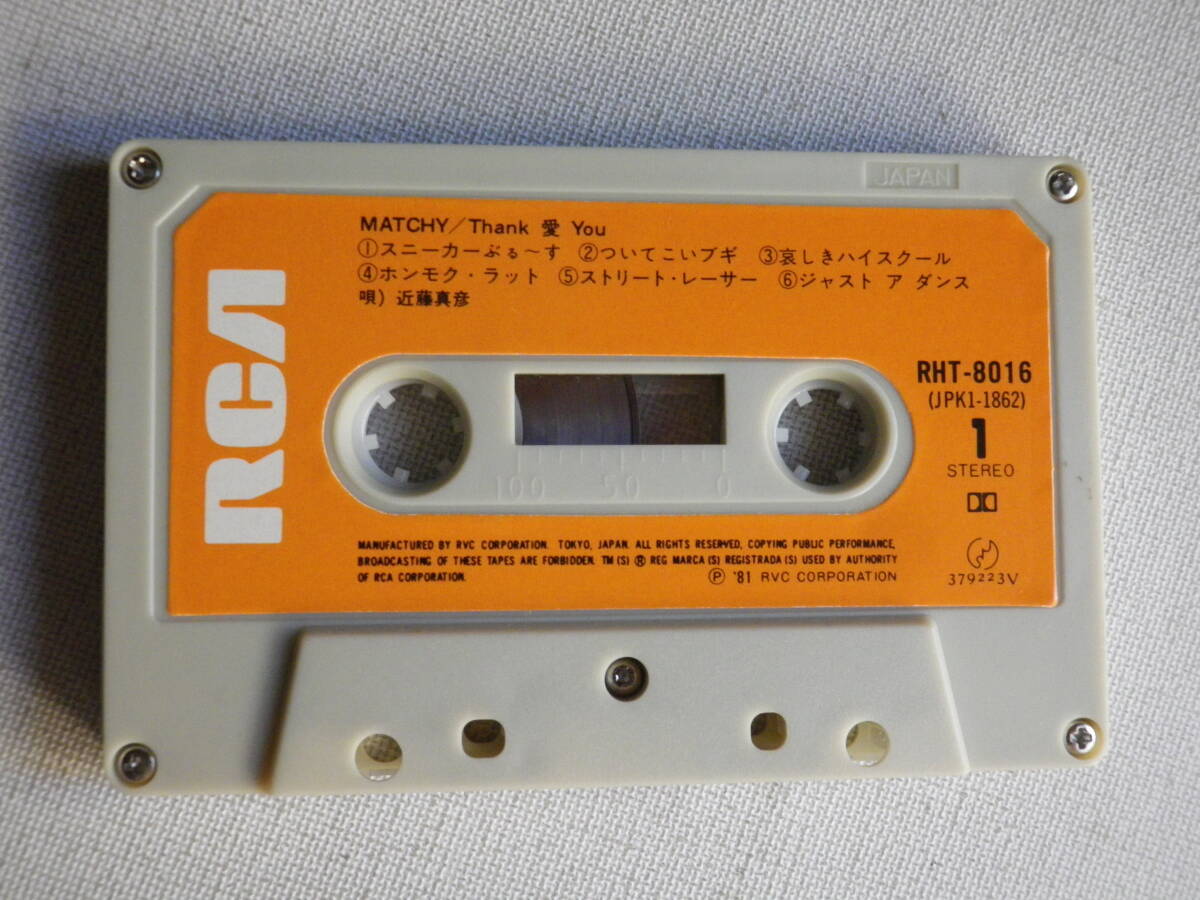 JAPAN
MATCHY/Thank 愛 You
①スニーカーぶる〜す ②ついてこいブギ ③哀しきハイスクール
④ホンモク・ラット ⑤ストリート・レーサー ⑥ジャスト ア ダンス
唄) 近藤真彦
RCA
RHT-8016
(JPK1-1862)
1
STEREO
100 50 0
MANUFACTURED BY RVC CORPORATION. TOKYO, JAPAN. ALL RIGHTS RESERVED, COPYING PUBLIC PERFORMANCE,
BROADCASTING OF THESE TAPES ARE FORBIDDEN. TM(S) ® REG MARCA(S) REGISTRADA(S) USED BY AUTHORITY
OF RCA CORPORATION.
Ⓟ '81 RVC CORPORATION
379223V